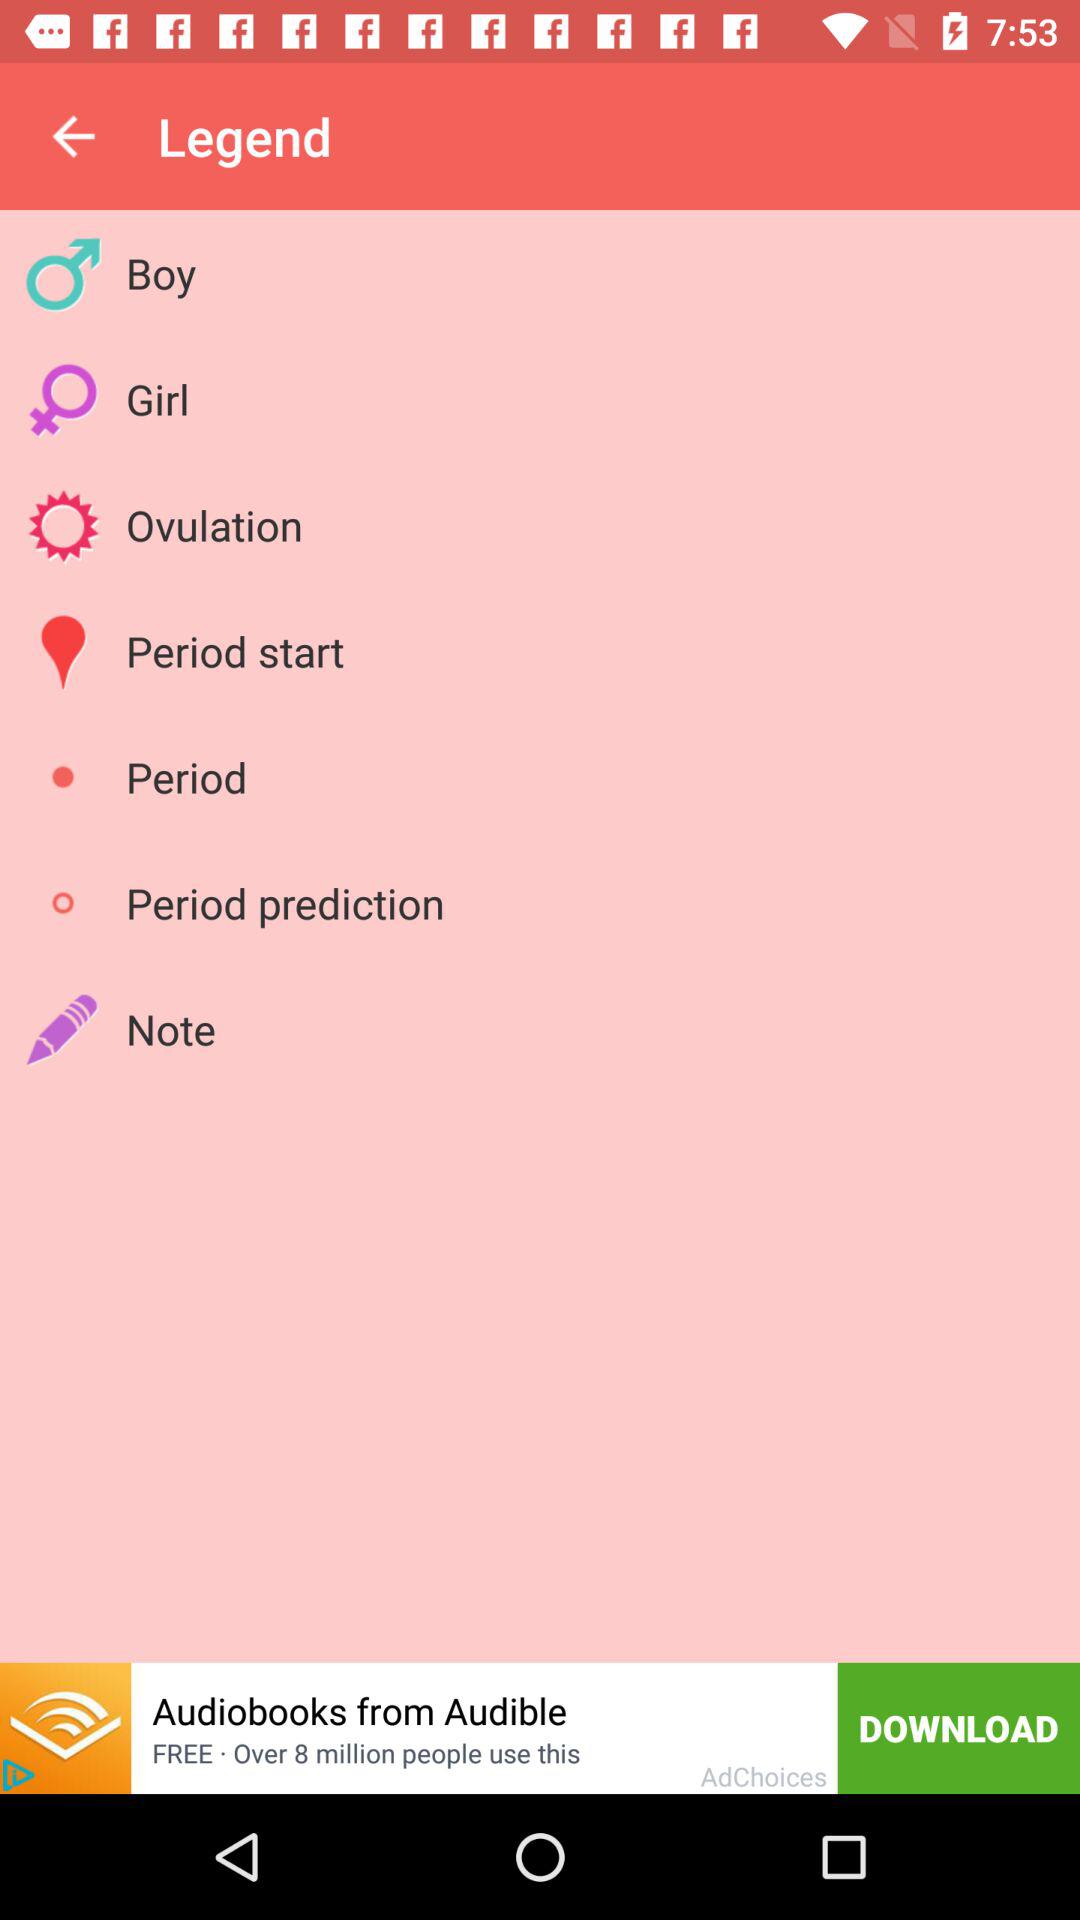 7:53
Legend
Boy
Girl
Ovulation
Period start
Period
Period prediction
Note
Audiobooks from Audible
FREE · Over 8 million people use this
AdChoices
DOWNLOAD